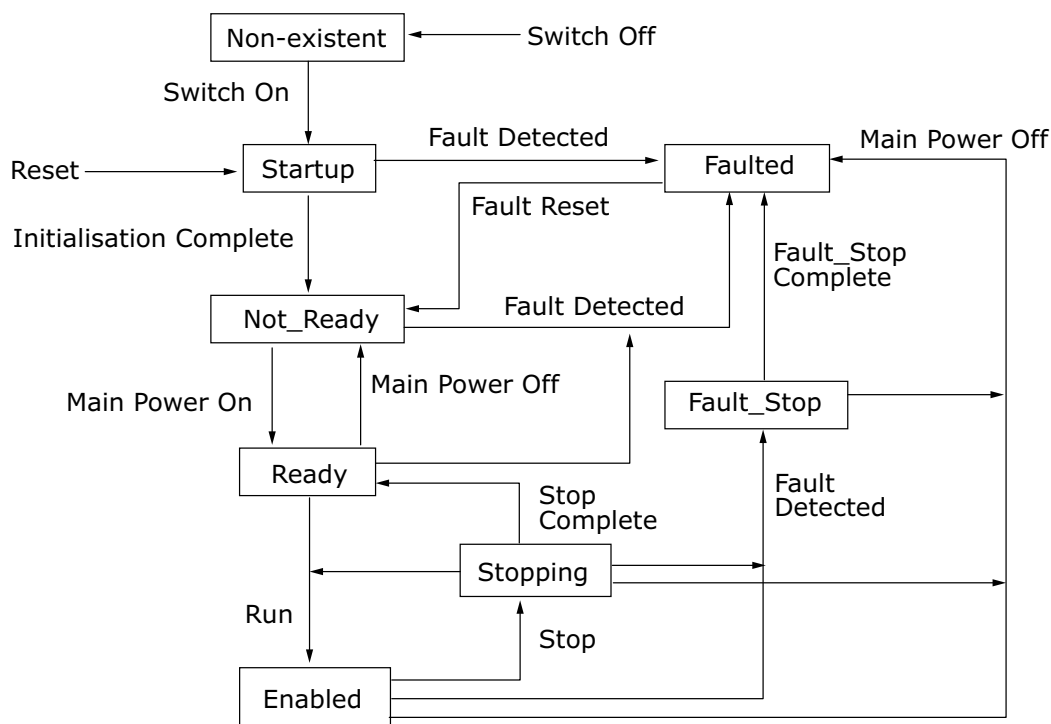 Non-existent
Switch Off
Switch On
Fault Detected
Main Power Off
Reset
Startup
Faulted
Fault Reset
Initialisation Complete
Fault_Stop
Complete
Not_Ready
Fault Detected
Main Power On
Main Power Off
Fault_Stop
Ready
Stop
Complete
Fault
Detected
Stopping
Run
Stop
Enabled